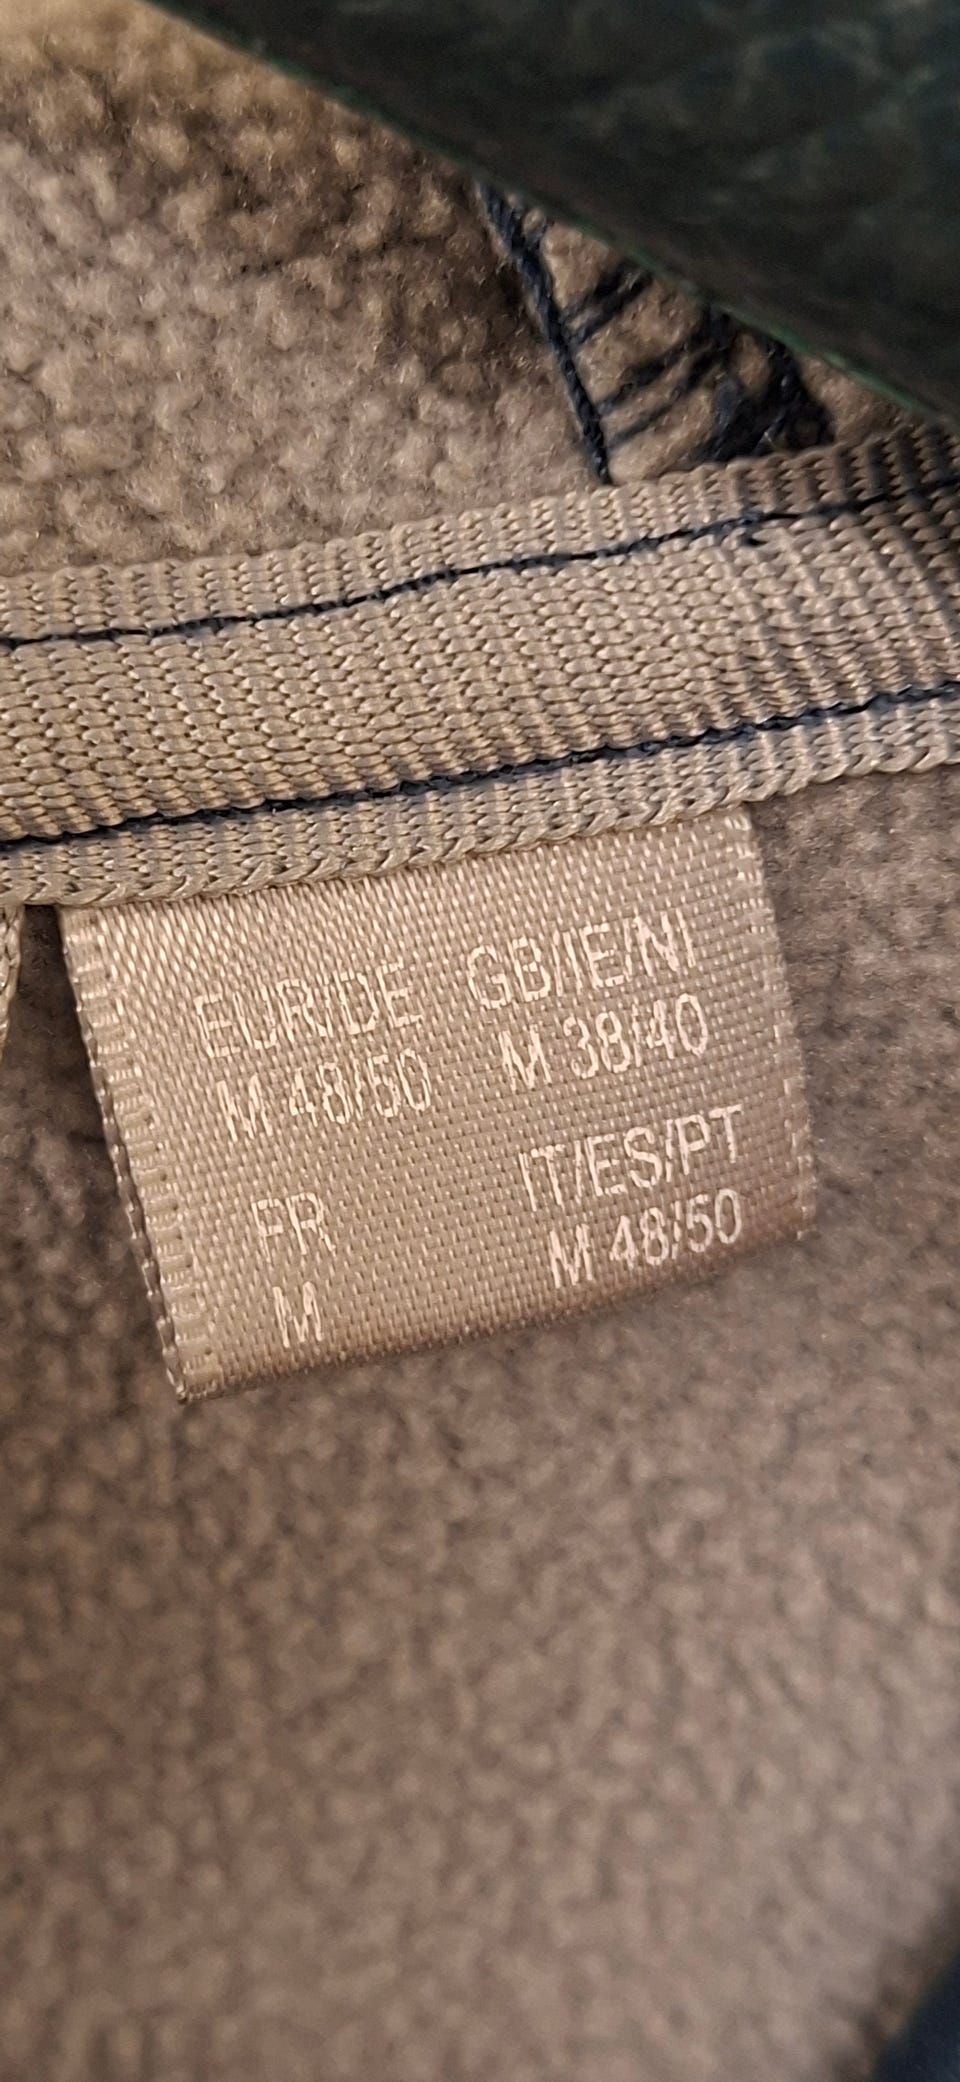 EUR/DE GB/IE/NI
M 48/50 M 38/40
FR IT/ES/PT
M M 48/50